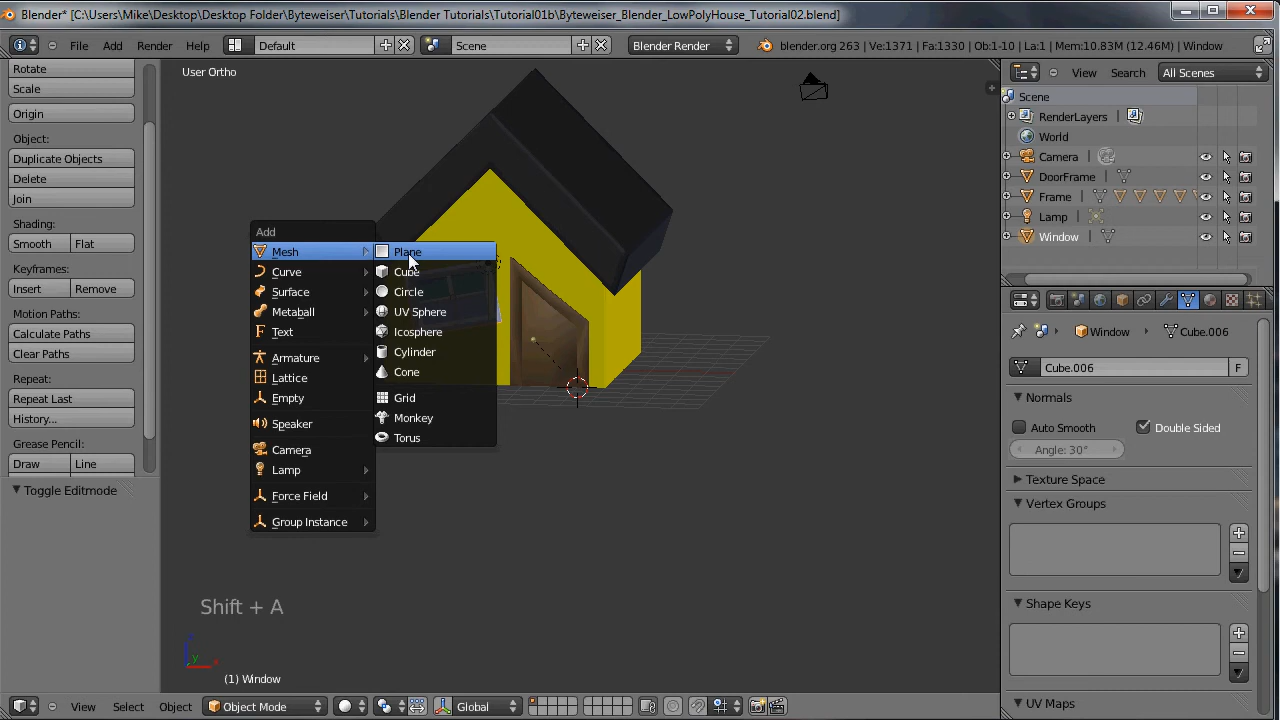 Blender* [C:\Users\Mike\Desktop\Desktop Folder\Byteweiser\Tutorials\Blender Tutorials\Tutorial01b\Byteweiser_Blender_LowPolyHouse_Tutorial02.blend]
File Add Render Help Default Scene Blender Render blender.org 263 | Ve:1371 | Fa:1330 | Ob:1-10 | La:1 | Mem:10.83M (12.46M) | Window
Rotate
Scale
Origin
Object:
Duplicate Objects
Delete
Join
Shading:
Smooth Flat
Keyframes:
Insert Remove
Motion Paths:
Calculate Paths
Clear Paths
Repeat:
Repeat Last
History...
Grease Pencil:
Draw Line
Toggle Editmode
User Ortho
Add
Mesh
Curve
Surface
Metaball
Text
Armature
Lattice
Empty
Speaker
Camera
Lamp
Force Field
Group Instance
Plane
Cube
Circle
UV Sphere
Icosphere
Cylinder
Cone
Grid
Monkey
Torus
Shift + A
z
y
x
(1) Window
View Select Object Object Mode Global
View Search All Scenes
Scene
RenderLayers
World
Camera
DoorFrame
Frame
Lamp
Window
Window Cube.006
Cube.006 F
Normals
Auto Smooth Double Sided
Angle: 30°
Texture Space
Vertex Groups
Shape Keys
UV Maps